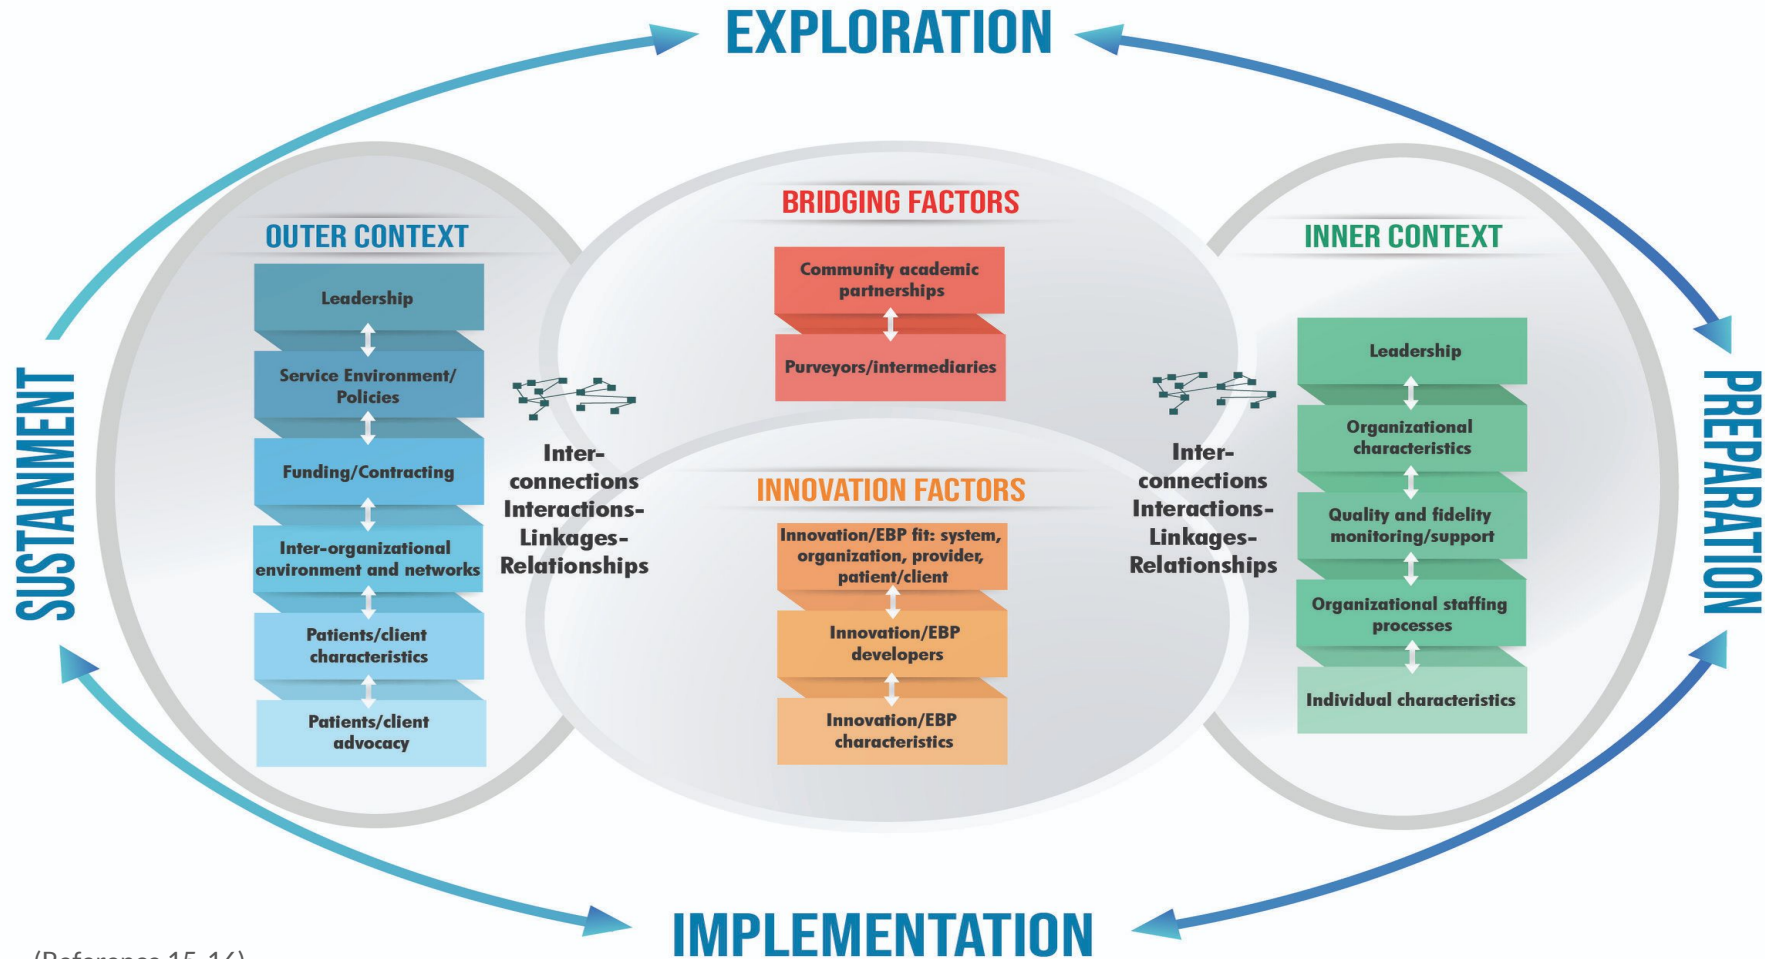 EXPLORATION
SUSTAINMENT
PREPARATION
IMPLEMENTATION
OUTER CONTEXT
Leadership
Service Environment/
Policies
Funding/Contracting
Inter-organizational
environment and networks
Patients/client
characteristics
Patients/client
advocacy
Inter-
connections
Interactions-
Linkages-
Relationships
BRIDGING FACTORS
Community academic
partnerships
Purveyors/intermediaries
INNOVATION FACTORS
Innovation/EBP fit: system,
organization, provider,
patient/client
Innovation/EBP
developers
Innovation/EBP
characteristics
Inter-
connections
Interactions-
Linkages-
Relationships
INNER CONTEXT
Leadership
Organizational
characteristics
Quality and fidelity
monitoring/support
Organizational staffing
processes
Individual characteristics
(Reference 15-16)